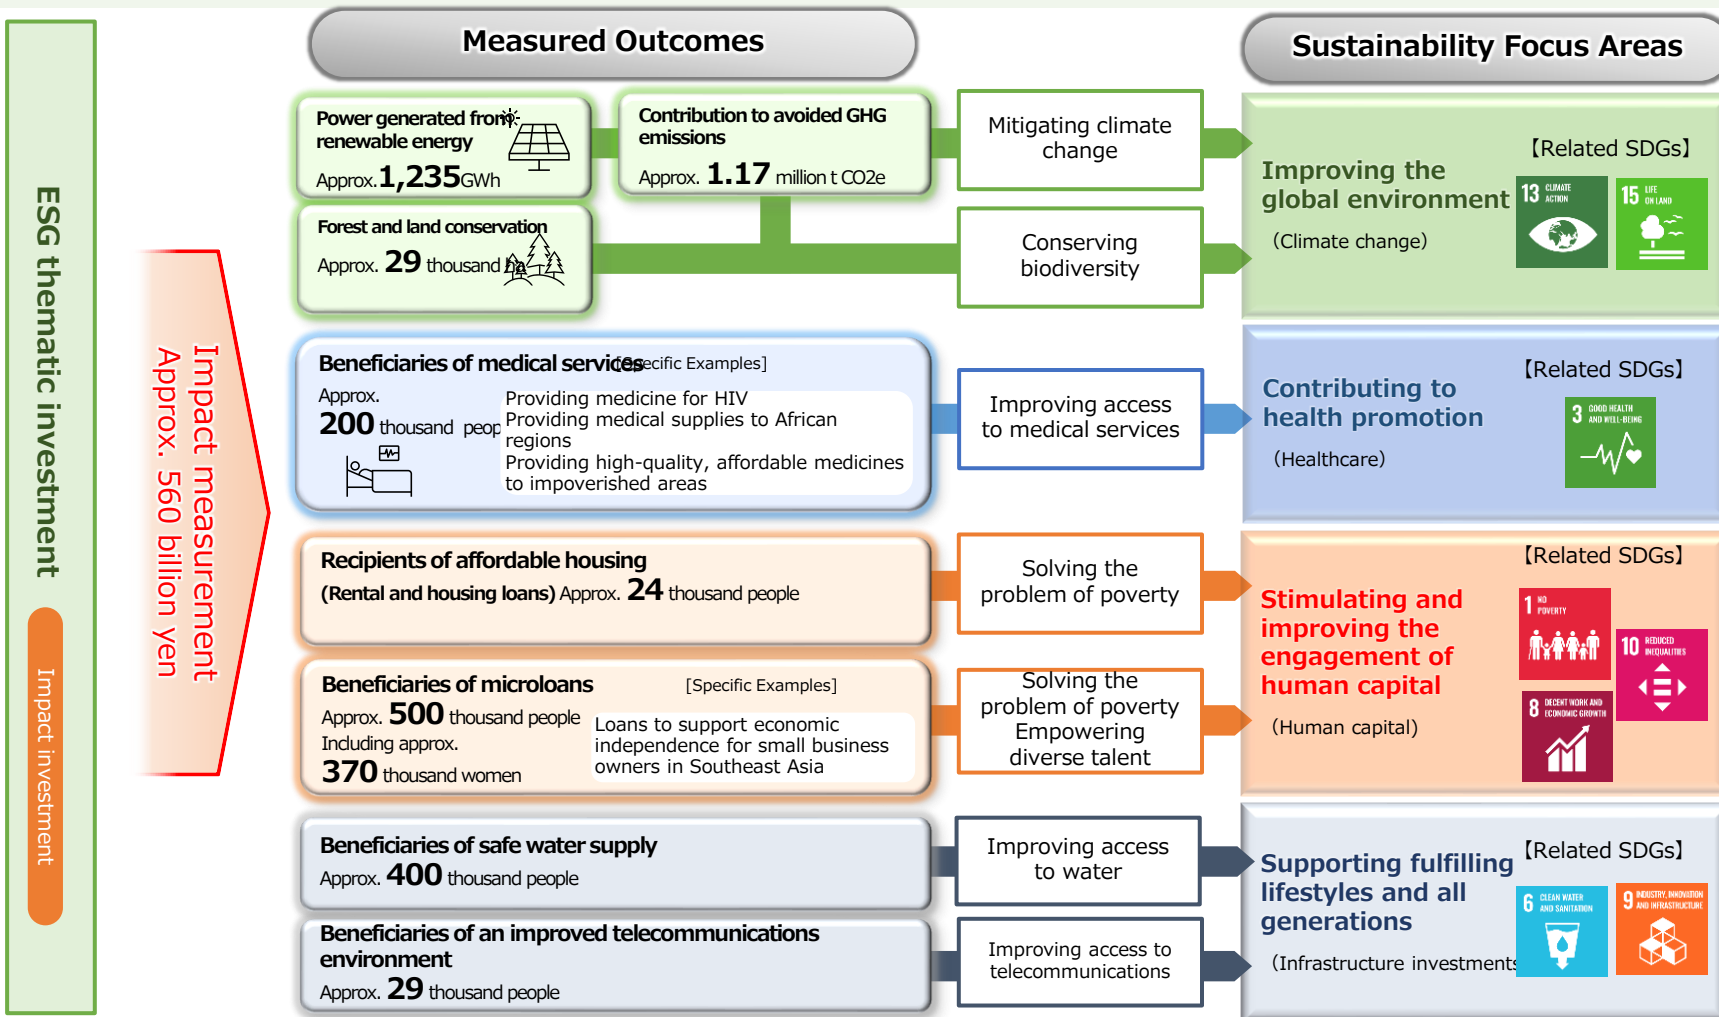 Measured Outcomes
Sustainability Focus Areas
ESG thematic investment
Impact investment
Impact measurement
Approx. 560 billion yen
Power generated from
renewable energy
Approx. 1,235 GWh
Contribution to avoided GHG
emissions
Approx. 1.17 million t CO2e
Mitigating climate
change
Forest and land conservation
Approx. 29 thousand ha
Conserving
biodiversity
Improving the
global environment
(Climate change)
【Related SDGs】
13 CLIMATE
ACTION
15 LIFE
ON LAND
Beneficiaries of medical services
[Specific Examples]
Approx.
200 thousand peop
Providing medicine for HIV
Providing medical supplies to African
regions
Providing high-quality, affordable medicines
to impoverished areas
Improving access
to medical services
Contributing to
health promotion
(Healthcare)
【Related SDGs】
3 GOOD HEALTH
AND WELL-BEING
Recipients of affordable housing
(Rental and housing loans) Approx. 24 thousand people
Solving the
problem of poverty
Beneficiaries of microloans
[Specific Examples]
Approx. 500 thousand people
Including approx.
370 thousand women
Loans to support economic
independence for small business
owners in Southeast Asia
Solving the
problem of poverty
Empowering
diverse talent
Stimulating and
improving the
engagement of
human capital
(Human capital)
【Related SDGs】
1 NO
POVERTY
10 REDUCED
INEQUALITIES
8 DECENT WORK AND
ECONOMIC GROWTH
Beneficiaries of safe water supply
Approx. 400 thousand people
Improving access
to water
Beneficiaries of an improved telecommunications
environment
Approx. 29 thousand people
Improving access to
telecommunications
Supporting fulfilling
lifestyles and all
generations
(Infrastructure investments
【Related SDGs】
6 CLEAN WATER
AND SANITATION
9 INDUSTRY, INNOVATION
AND INFRASTRUCTURE